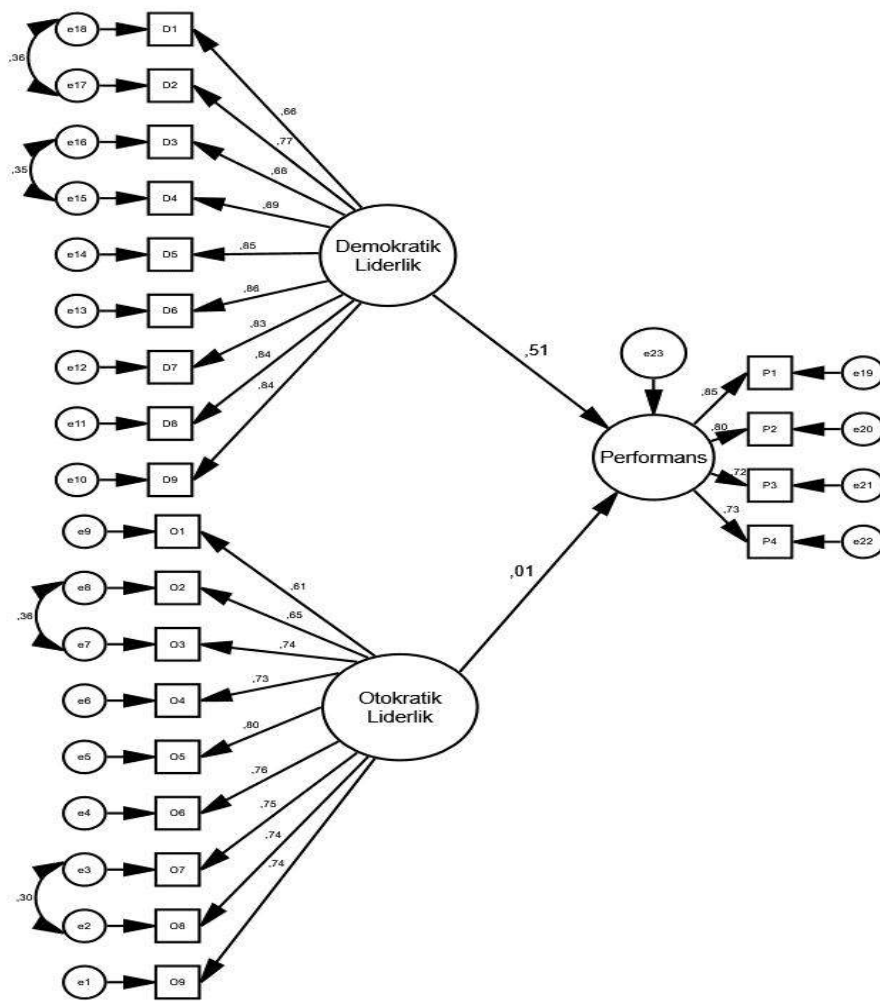 e18
D1
,36
e17
D2
,66
,77
e16
D3
,68
,35
e15
D4
,69
e14
D5
,85
Demokratik
Liderlik
e13
D6
,86
e12
D7
,83
e11
D8
,84
e10
D9
,84
,51
e23
Performans
,85
P1
e19
,80
P2
e20
,72
P3
e21
,73
P4
e22
,01
e9
O1
,61
e8
O2
,65
,36
e7
O3
,74
e6
O4
,73
Otokratik
Liderlik
e5
O5
,80
e4
O6
,76
e3
O7
,75
,30
e2
O8
,74
e1
O9
,74